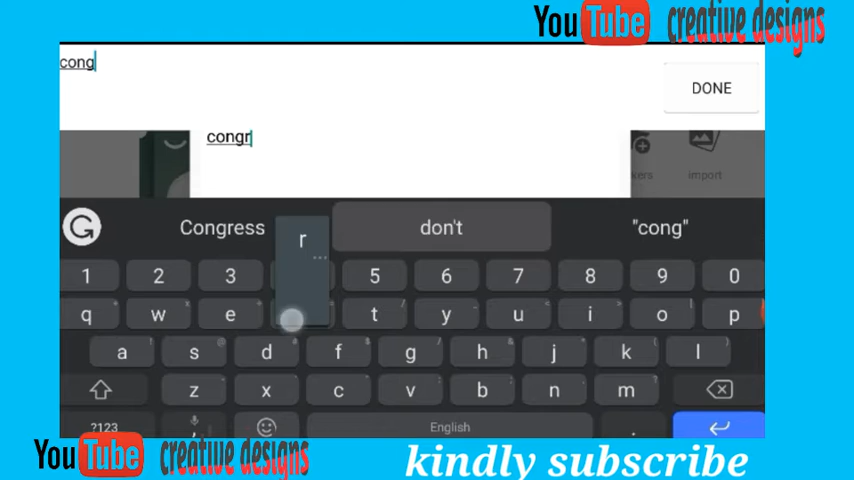 YouTube creative designs
cong
DONE
congr
kers import
Congress don't "cong"
r
...
1 2 3 5 6 7 8 9 0
q w e t y u i o p
a s d f g h j k l
z x c v b n m
?123 , English .
YouTube creative designs
kindly subscribe